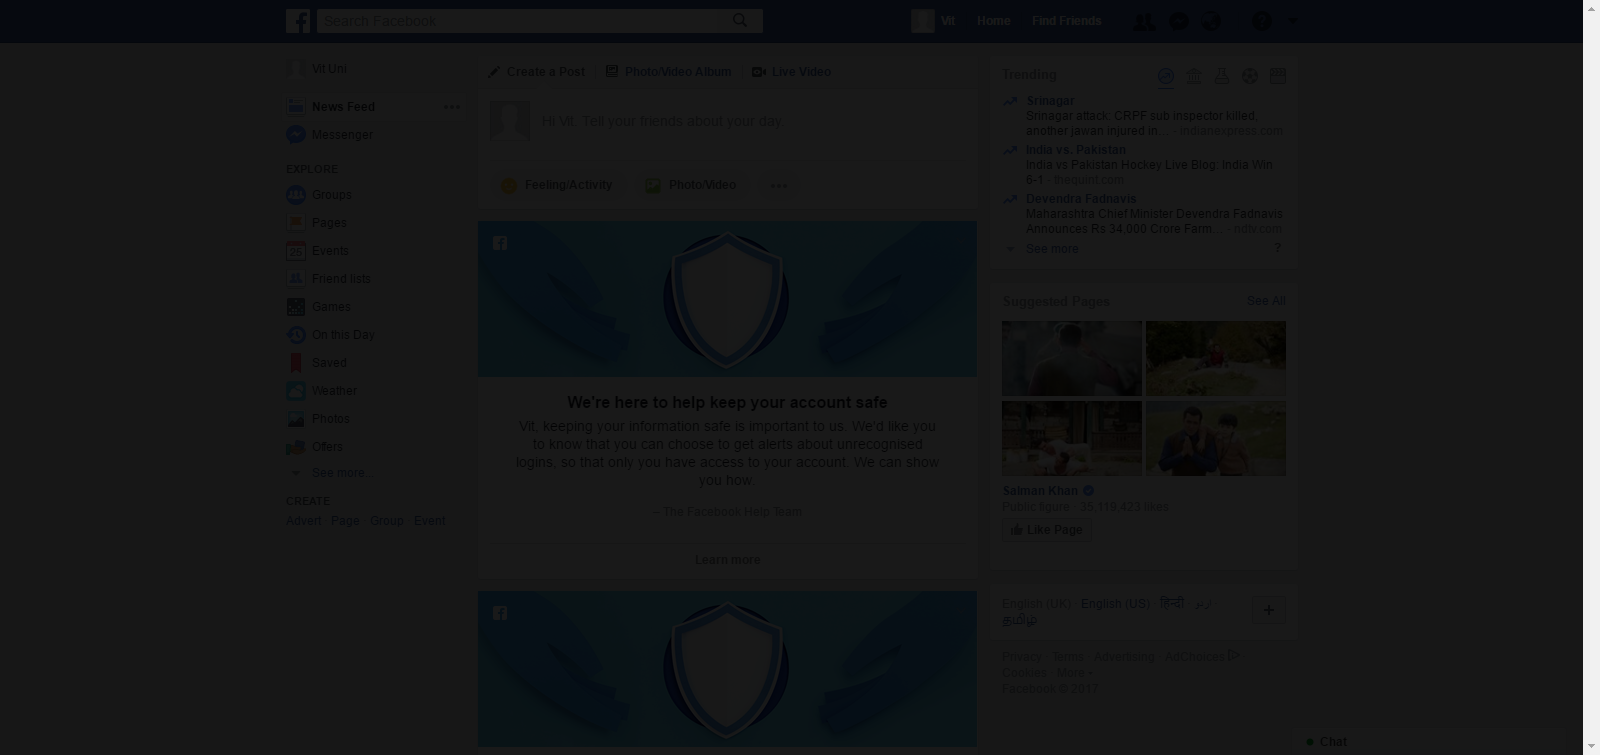 Search Facebook
Vit
Home
Find Friends
Vit Uni
News Feed
Messenger
EXPLORE
Groups
Pages
25
Events
Friend lists
Games
On this Day
Saved
Weather
Photos
Offers
See more...
CREATE
Advert Page Group Event
Create a Post
Photo/Video Album
Live Video
Hi Vit. Tell your friends about your day.
Feeling/Activity
Photo/Video
We're here to help keep your account safe
Vit, keeping your information safe is important to us. We'd like you
to know that you can choose to get alerts about unrecognised
logins, so that only you have access to your account. We can show
you how.
– The Facebook Help Team
Learn more
Trending
Srinagar
Srinagar attack: CRPF sub inspector killed,
another jawan injured in... - indianexpress.com
India vs. Pakistan
India vs Pakistan Hockey Live Blog: India Win
6-1 - thequint.com
Devendra Fadnavis
Maharashtra Chief Minister Devendra Fadnavis
Announces Rs 34,000 Crore Farm... - ndtv.com
See more
?
Suggested Pages
See All
Salman Khan
Public figure · 35,119,423 likes
Like Page
English (UK) · English (US) · हिन्दी · اردو ·
தமிழ்
+
Privacy · Terms · Advertising · AdChoices
Cookies · More
Facebook © 2017
Chat